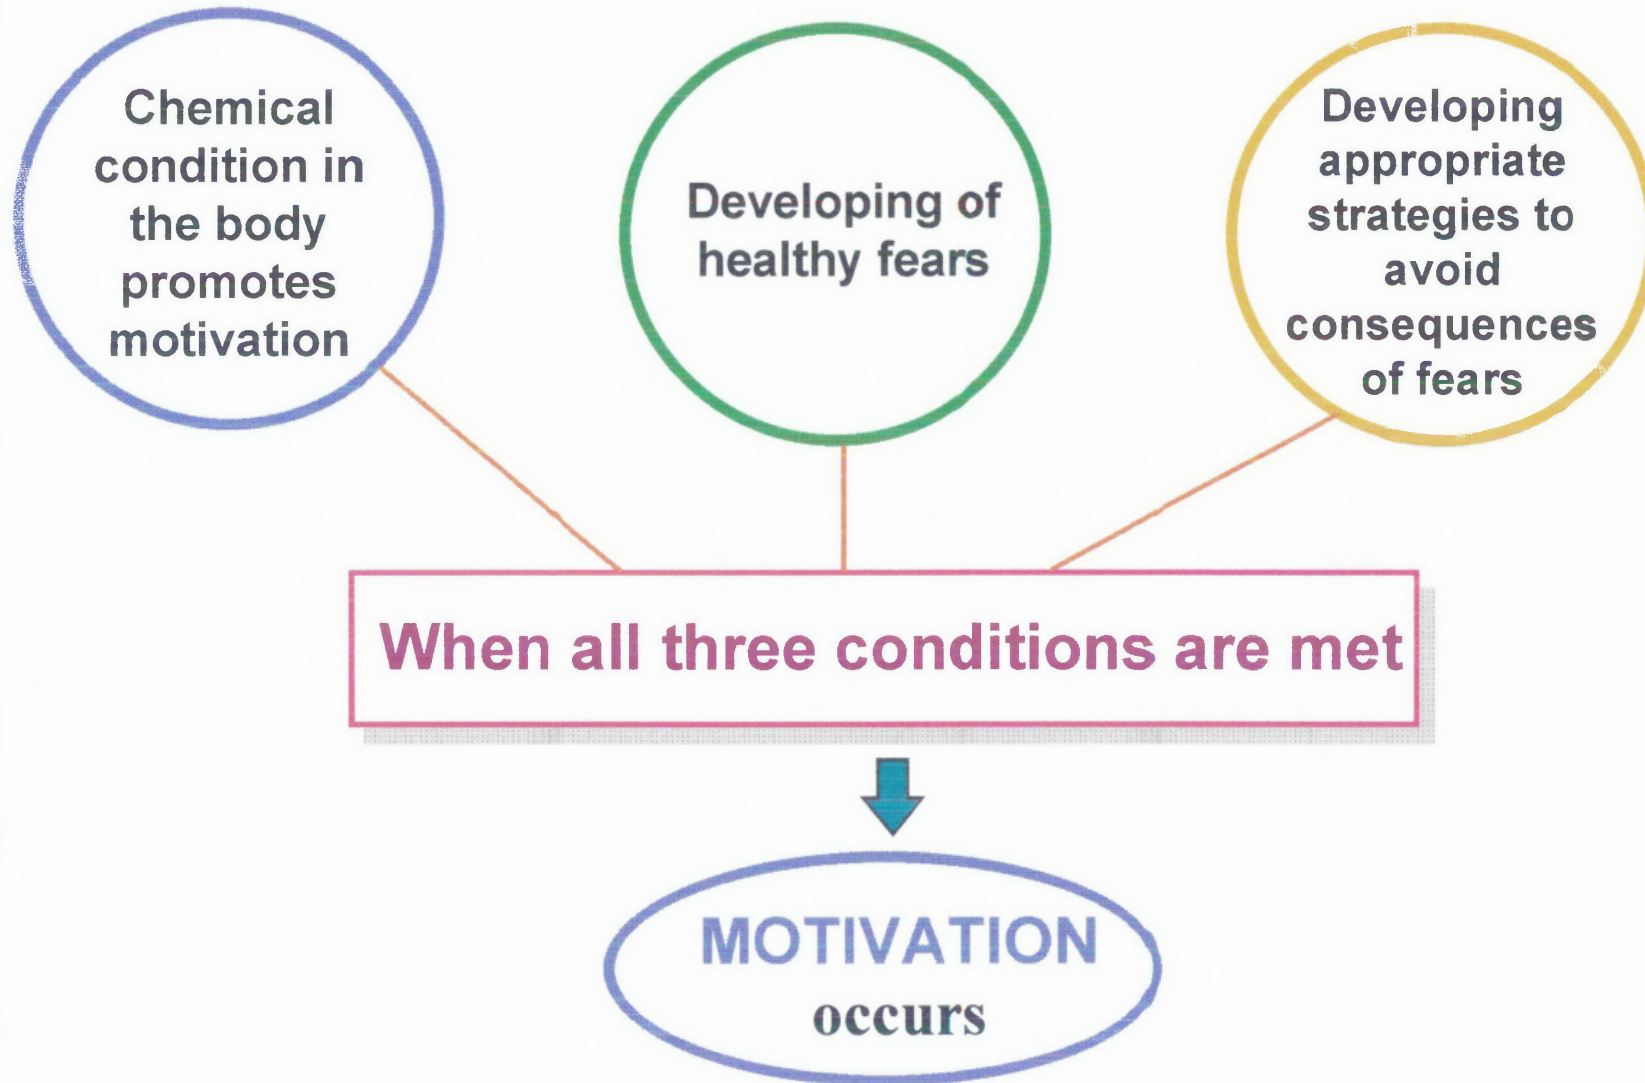 Chemical
condition in
the body
promotes
motivation
Developing of
healthy fears
Developing
appropriate
strategies to
avoid
consequences
of fears
When all three conditions are met
MOTIVATION
occurs